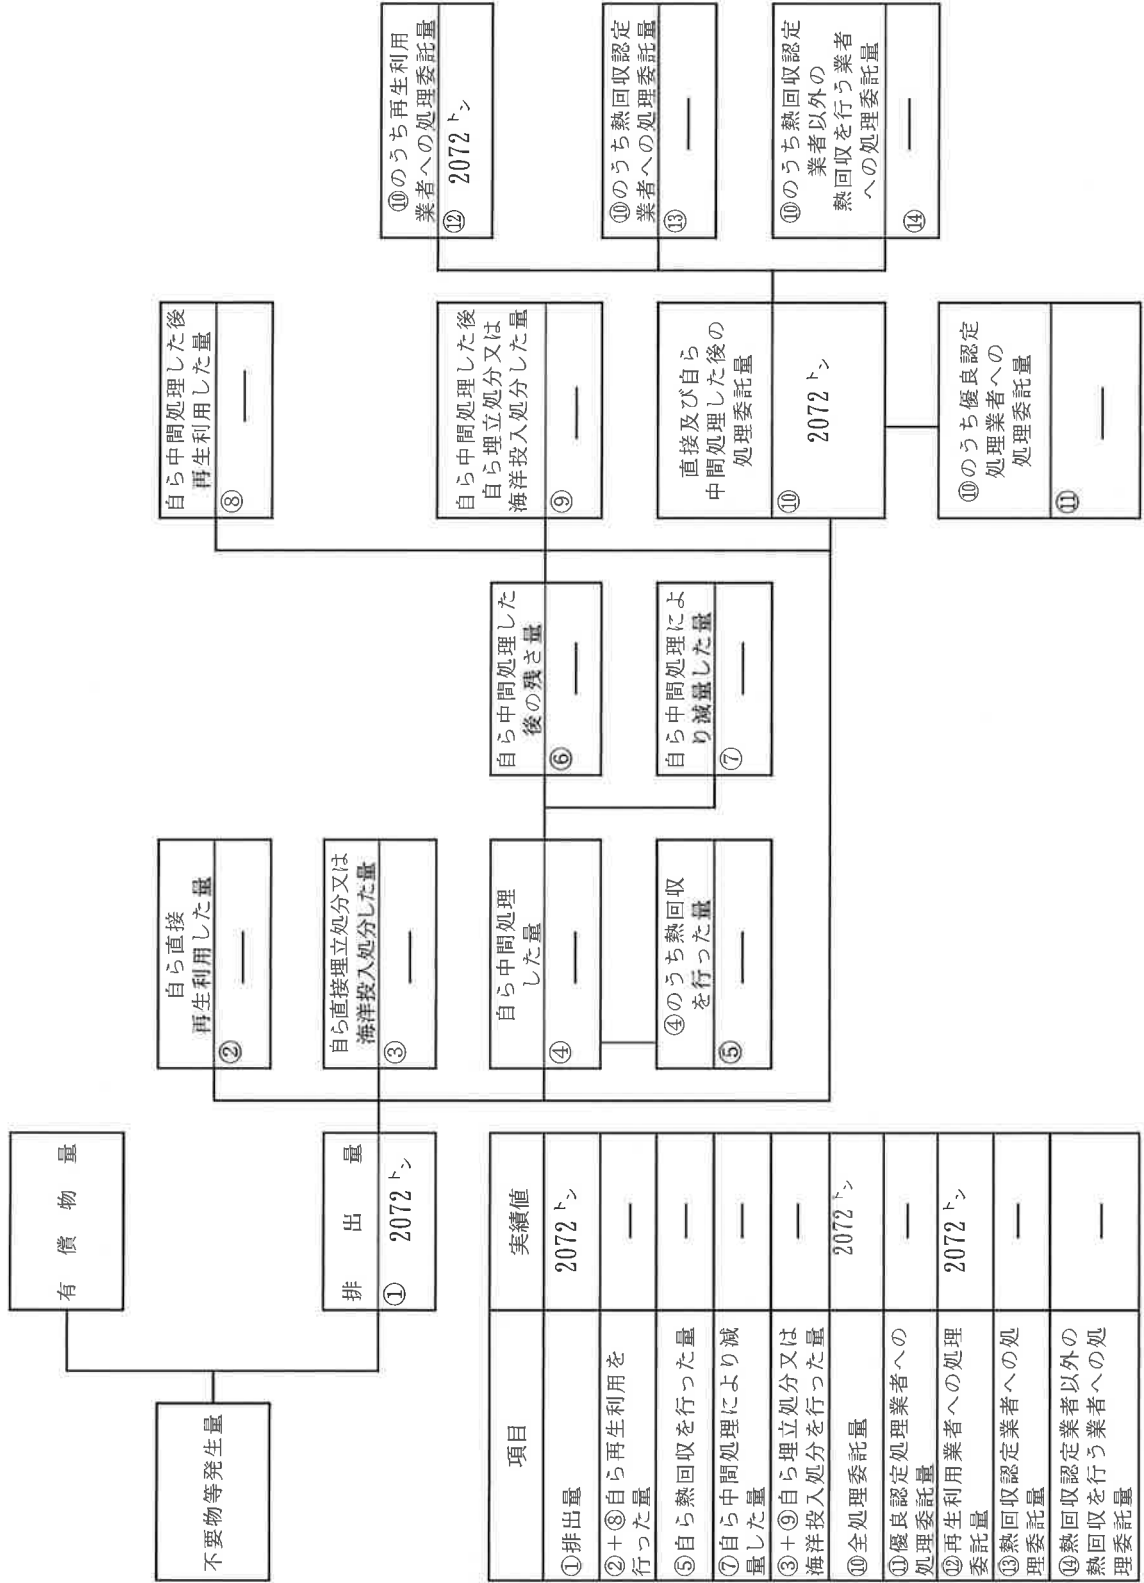 不要物等発生量
有償物量
排出量
① 2072トン
自ら直接
再生利用した量
② ―
自ら直接埋立処分又は
海洋投入処分した量
③ ―
自ら中間処理
した量
④ ―
④のうち熱回収
を行った量
⑤ ―
自ら中間処理した
後の残さ量
⑥ ―
自ら中間処理によ
り減量した量
⑦ ―
自ら中間処理した後
再生利用した量
⑧ ―
自ら中間処理した後
自ら埋立処分又は
海洋投入処分した量
⑨ ―
直接及び自ら
中間処理した後の
処理委託量
⑩ 2072トン
⑩のうち優良認定
処理業者への
処理委託量
⑪ ―
⑩のうち再生利用
業者への処理委託量
⑫ 2072トン
⑩のうち熱回収認定
業者への処理委託量
⑬ ―
⑩のうち熱回収認定
業者以外の
熱回収を行う業者
への処理委託量
⑭ ―
項目 実績値
①排出量 2072トン
②+⑧自ら再生利用を
行った量 ―
⑤自ら熱回収を行った量 ―
⑦自ら中間処理により減
量した量 ―
③+⑨自ら埋立処分又は
海洋投入処分を行った量 ―
⑩全処理委託量 2072トン
⑪優良認定処理業者への
処理委託量 ―
⑫再生利用業者への処理
委託量 2072トン
⑬熱回収認定業者への処
理委託量 ―
⑭熱回収認定業者以外の
熱回収を行う業者への処
理委託量 ―